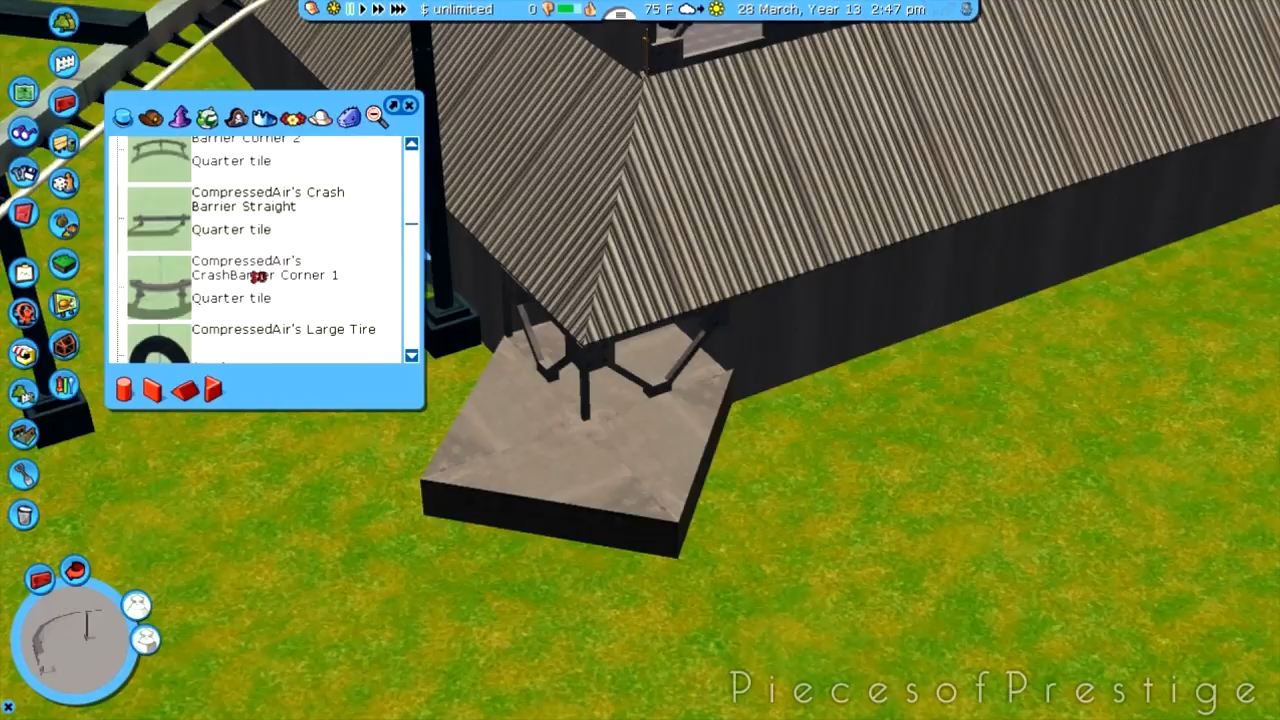 $ unlimited 0 75 F 28 March, Year 13 2:47 pm
Barrier Corner 2
Quarter tile
CompressedAir's Crash
Barrier Straight
Quarter tile
CompressedAir's
CrashBarrier Corner 1
Quarter tile
CompressedAir's Large Tire
PiecesofPrestige